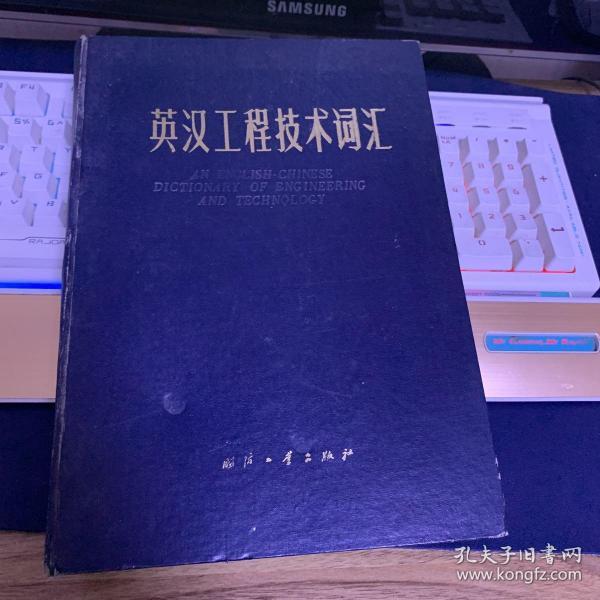 SAMSUNG
英汉工程技术词汇
AN ENGLISH-CHINESE
DICTIONARY OF ENGINEERING
AND TECHNOLOGY
国防工业出版社
孔夫子旧书网
www.kongfz.com